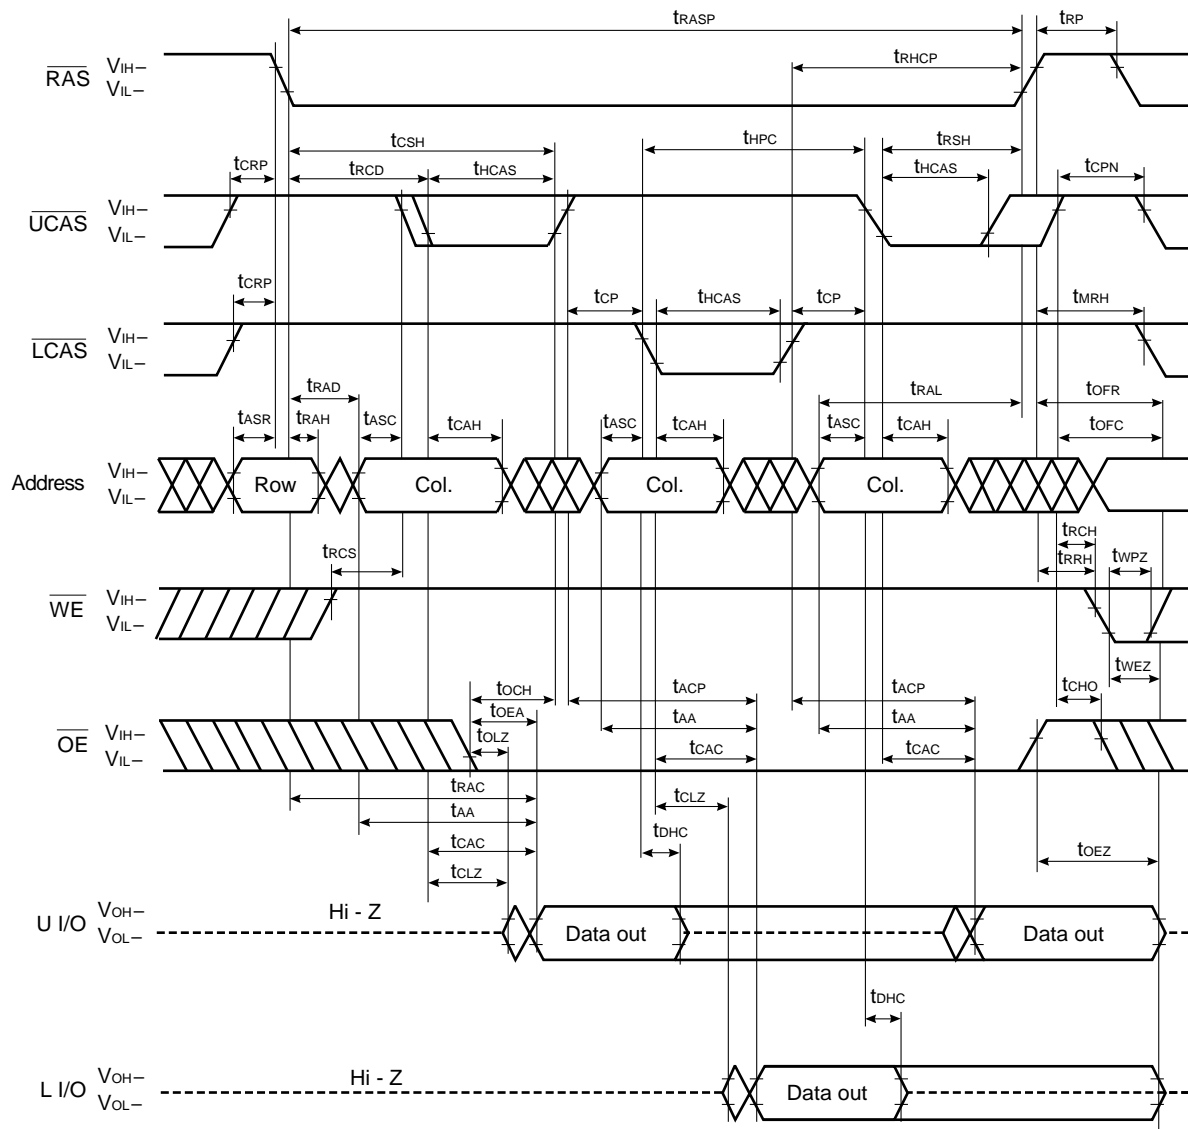 tRASP tRP
RAS VIH–
VIL–
tRHCP
tCSH tHPC tRSH
tCRP tRCD tHCAS tHCAS tCPN
UCAS VIH–
VIL–
tCRP tCP tHCAS tCP tMRH
LCAS VIH–
VIL–
tRAD tRAL tOFR
tASR tRAH tASC tCAH tASC tCAH tASC tCAH tOFC
Address VIH–
VIL–
Row Col. Col. Col.
tRCS tRCH
tRRH tWPZ
WE VIH–
VIL–
tWEZ
tOCH tACP tACP tCHO
tOEA tAA tAA
OE VIH–
VIL–
tOLZ tCAC tCAC
tRAC
tCLZ
tAA
tDHC
tCAC tOEZ
tCLZ
U I/O VOH–
VOL–
Hi - Z Data out Data out
tDHC
L I/O VOH–
VOL–
Hi - Z Data out